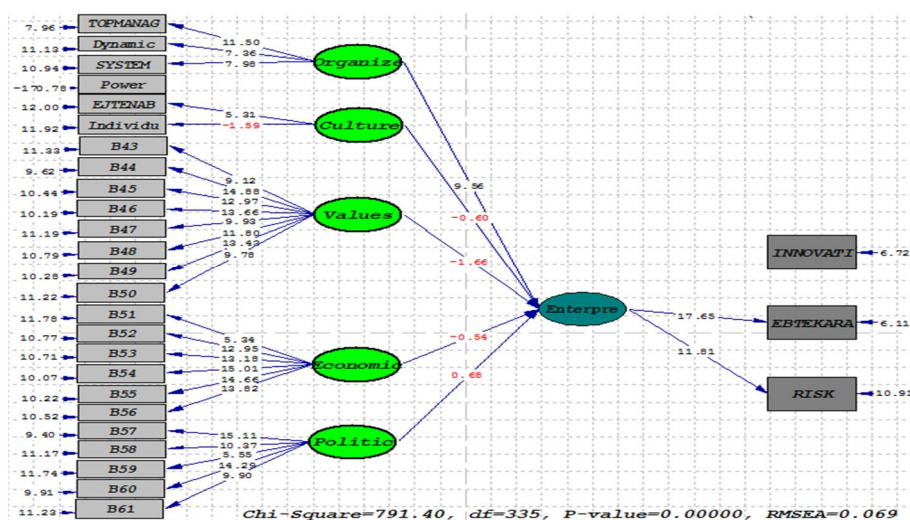 7.96 TOPMANAG
11.13 Dynamic
10.94 SYSTEM
-170.78 Power
12.00 EJTENAB
11.92 Individu
11.33 B43
9.62 B44
10.44 B45
10.19 B46
11.19 B47
10.79 B48
10.28 B49
11.22 B50
11.78 B51
10.77 B52
10.71 B53
10.07 B54
10.22 B55
10.52 B56
9.40 B57
11.17 B58
11.74 B59
9.91 B60
11.23 B61
11.50
7.36
7.98
Organize
5.31
-1.59
Culture
9.12
14.88
12.97
13.66
9.93
11.80
13.43
9.78
Values
5.34
12.95
13.18
15.01
14.66
13.82
Economic
15.11
10.37
5.55
14.29
9.90
Politic
9.56
-0.60
-1.66
-0.54
0.68
Enterpre
17.65
11.81
INNOVATI 6.72
EBTEKARA 6.11
RISK 10.91
Chi-Square=791.40, df=335, P-value=0.00000, RMSEA=0.069